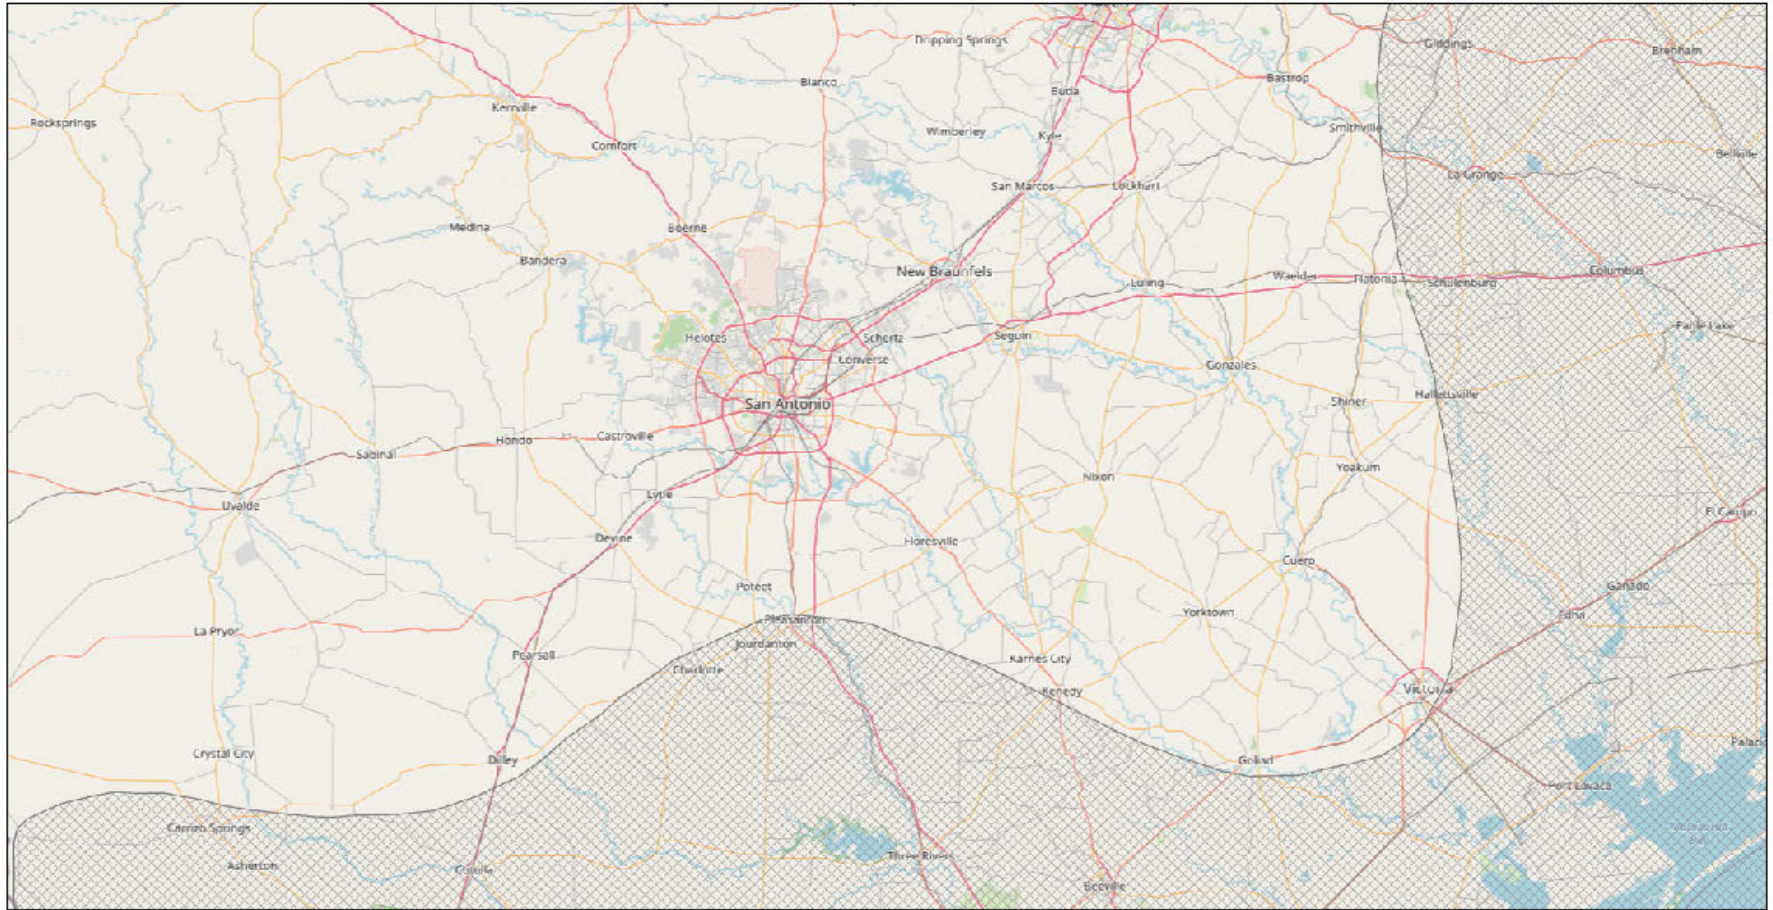 Dripping Springs
Giddings
Brenham
Blanco
Bastrop
Buda
Kerrville
Rocksprings
Smithville
Wimberley
Kyle
Comfort
Bellville
La Grange
San Marcos
Lockhart
Medina
Boerne
Bandera
New Braunfels
Columbus
Waelder
Flatonia
Luling
Schulenburg
Eagle Lake
Helotes
Schertz
Seguin
Converse
Gonzales
Hallettsville
San Antonio
Shiner
Castroville
Hondo
Sabinal
Yoakum
Nixon
Lytle
Uvalde
El Campo
Devine
Floresville
Cuero
Poteet
Ganado
Yorktown
Edna
Pleasanton
La Pryor
Jourdanton
Pearsall
Karnes City
Charlotte
Kenedy
Victoria
Crystal City
Dilley
Goliad
Port Lavaca
Carrizo Springs
Three Rivers
Asherton
Cotulla
Beeville